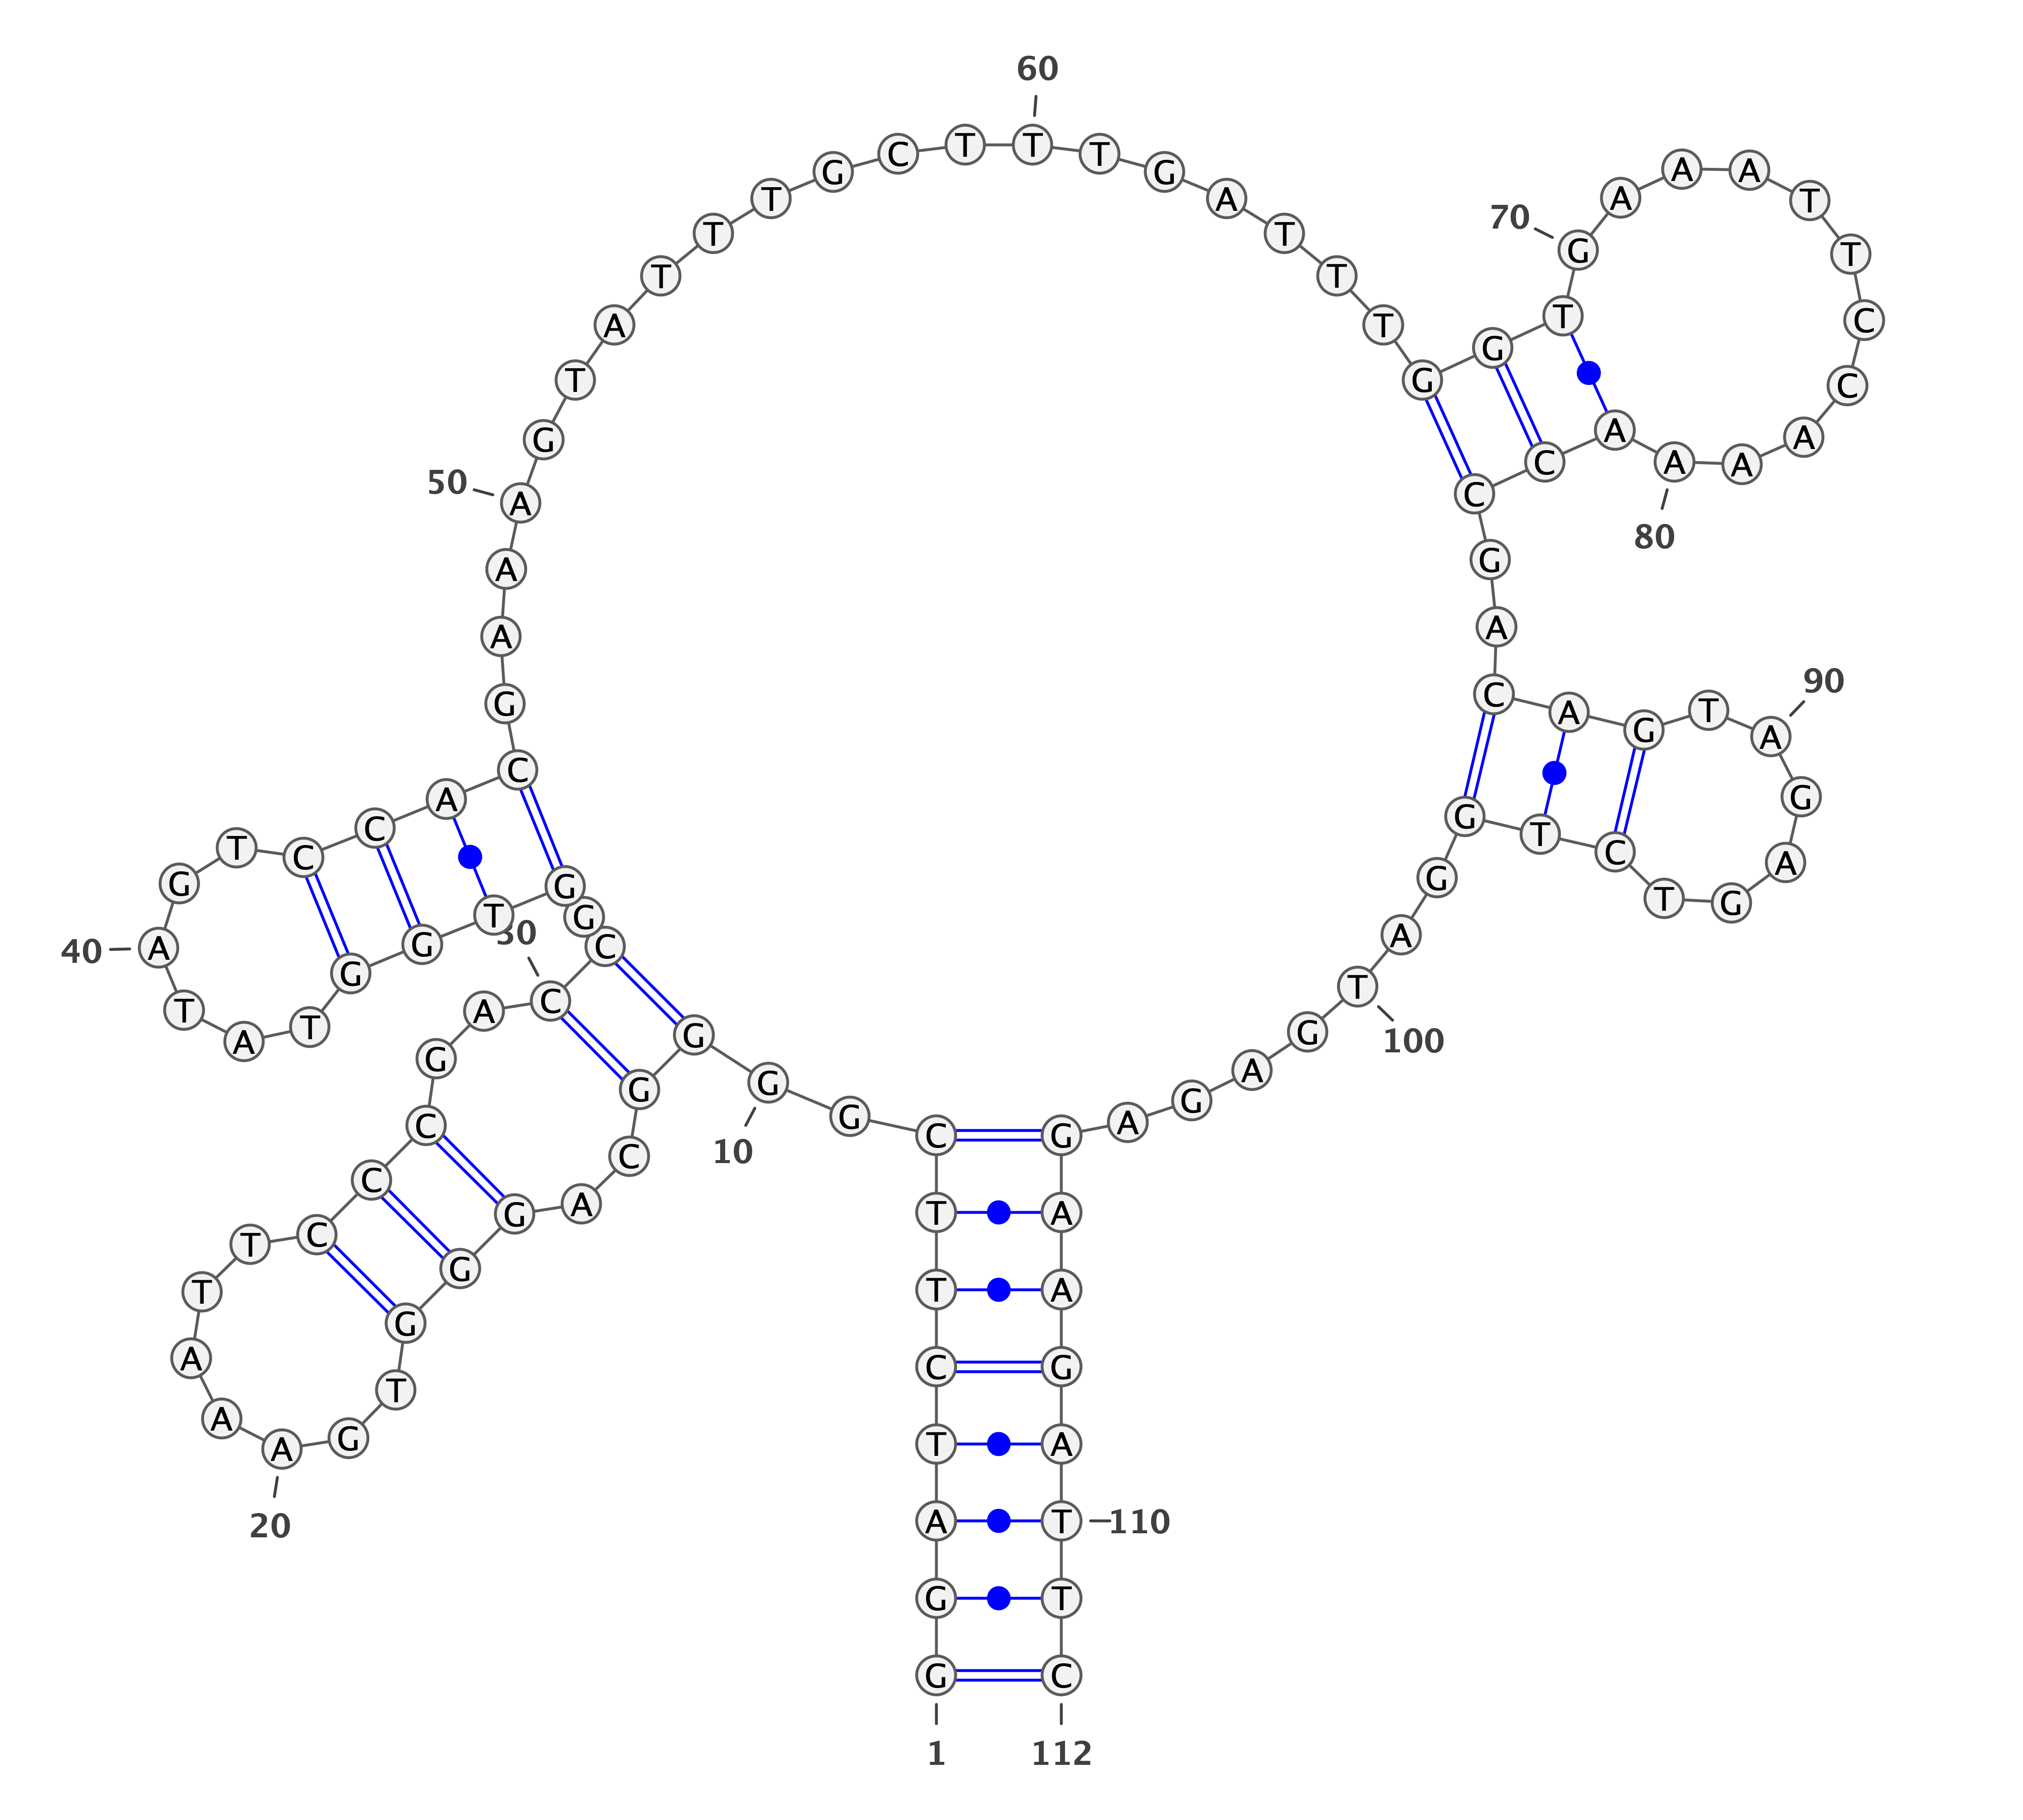 1
G G A T C T T C G G
10
G G C A G G G T G A
20
A A T T C C C G A C
30
C G G T G G T A T A
40
G T C C A C G A A A
50
G T A T T T G C T T
60
T G A T T T G G T G
70
A A A T T C C A A A
80
A C C G A C A G T A
90
G A G T C T G G A T
100
G A G A G A A G A T
110
T C
112